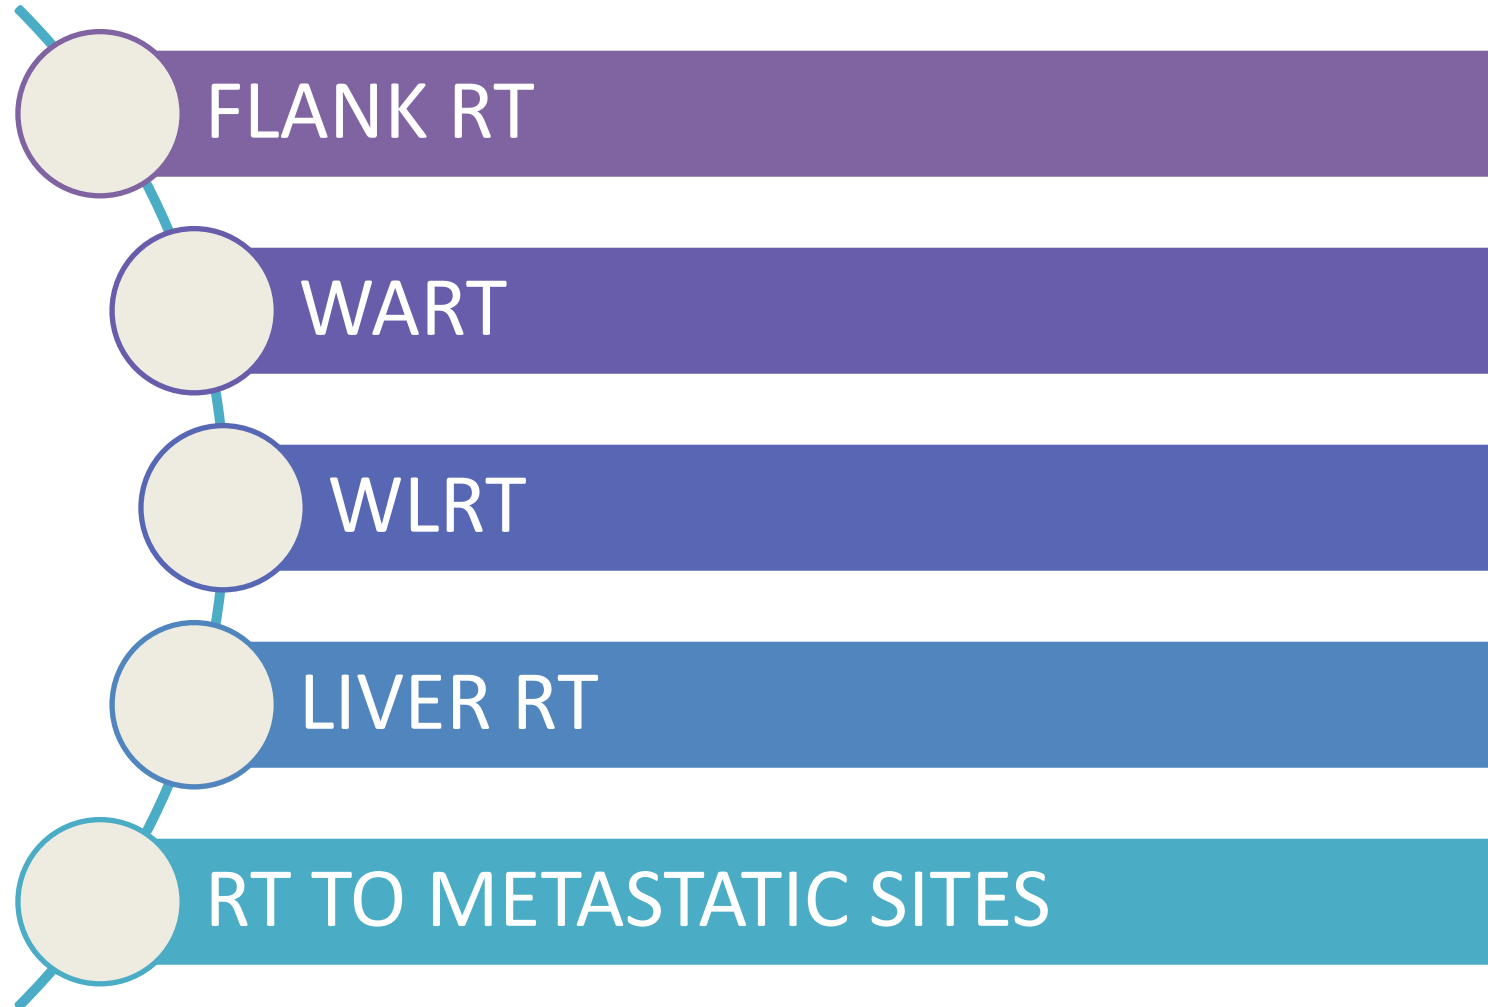 FLANK RT
WART
WLRT
LIVER RT
RT TO METASTATIC SITES